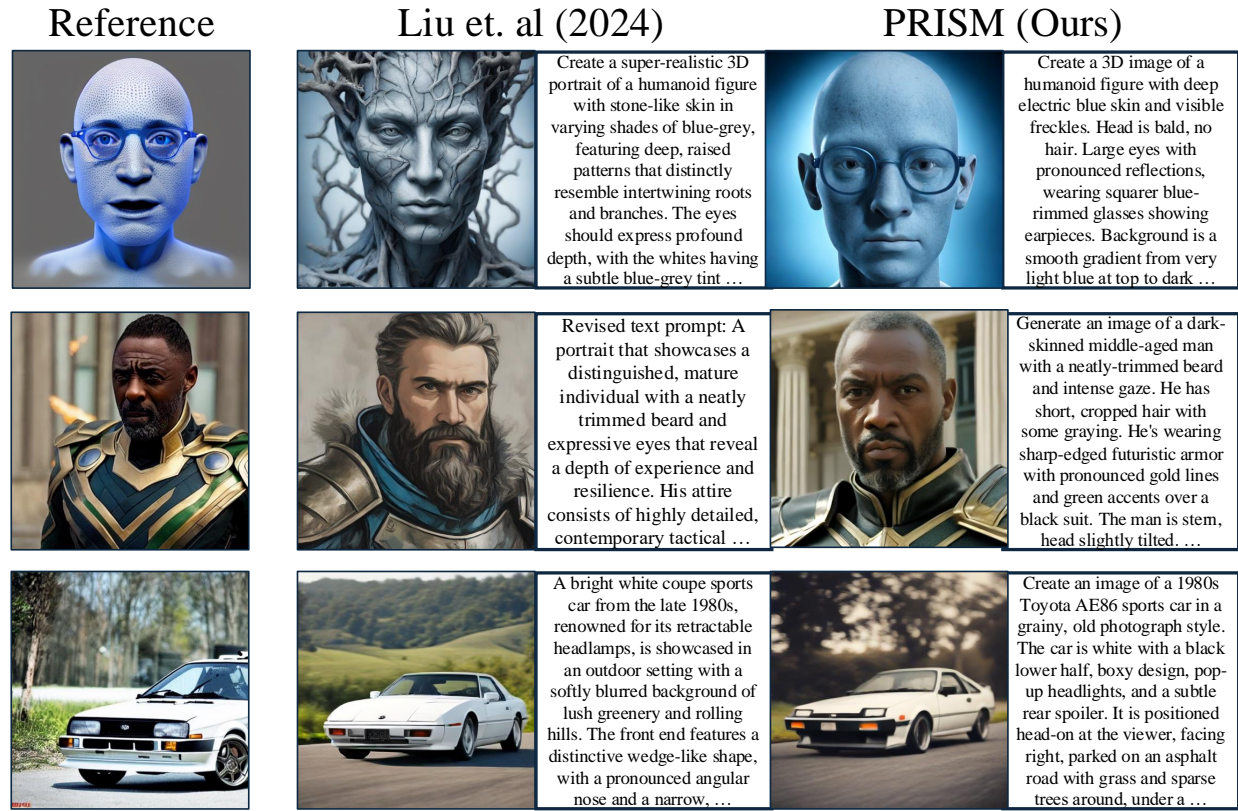 Reference
Liu et. al (2024)
PRISM (Ours)
Create a super-realistic 3D
portrait of a humanoid figure
with stone-like skin in
varying shades of blue-grey,
featuring deep, raised
patterns that distinctly
resemble intertwining roots
and branches. The eyes
should express profound
depth, with the whites having
a subtle blue-grey tint …
Create a 3D image of a
humanoid figure with deep
electric blue skin and visible
freckles. Head is bald, no
hair. Large eyes with
pronounced reflections,
wearing squarer blue-
rimmed glasses showing
earpieces. Background is a
smooth gradient from very
light blue at top to dark …
Revised text prompt: A
portrait that showcases a
distinguished, mature
individual with a neatly
trimmed beard and
expressive eyes that reveal
a depth of experience and
resilience. His attire
consists of highly detailed,
contemporary tactical …
Generate an image of a dark-
skinned middle-aged man
with a neatly-trimmed beard
and intense gaze. He has
short, cropped hair with
some graying. He's wearing
sharp-edged futuristic armor
with pronounced gold lines
and green accents over a
black suit. The man is stern,
head slightly tilted. …
A bright white coupe sports
car from the late 1980s,
renowned for its retractable
headlamps, is showcased in
an outdoor setting with a
softly blurred background of
lush greenery and rolling
hills. The front end features a
distinctive wedge-like shape,
with a pronounced angular
nose and a narrow, …
Create an image of a 1980s
Toyota AE86 sports car in a
grainy, old photograph style.
The car is white with a black
lower half, boxy design, pop-
up headlights, and a subtle
rear spoiler. It is positioned
head-on at the viewer, facing
right, parked on an asphalt
road with grass and sparse
trees around, under a …